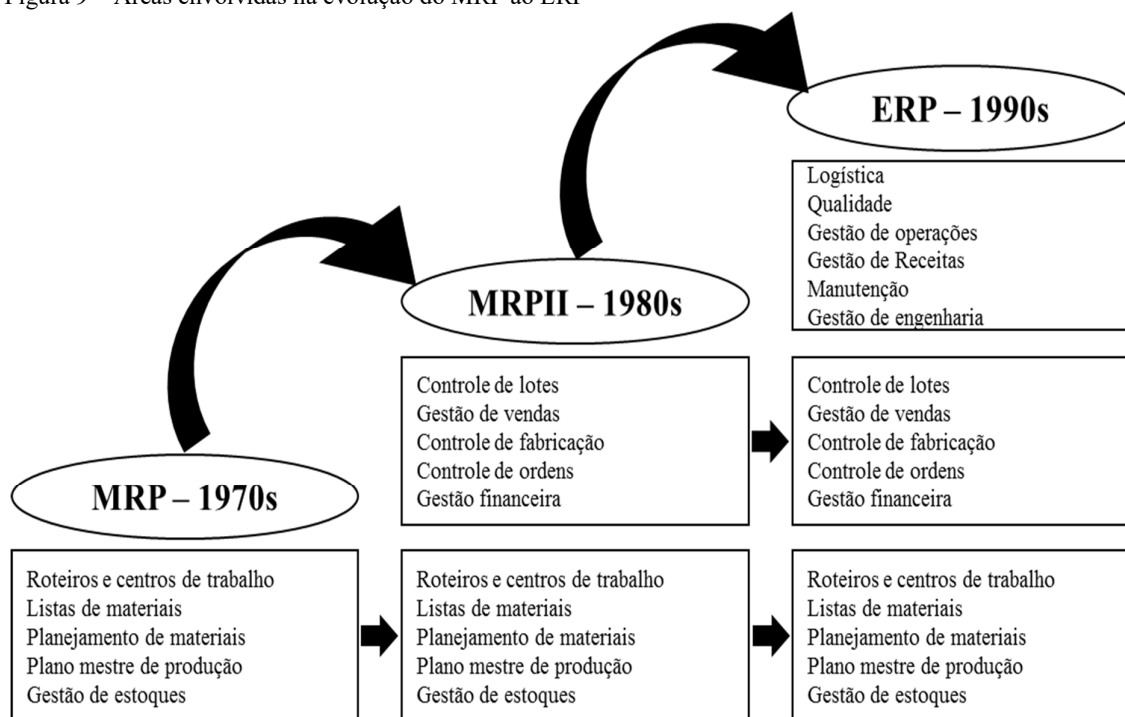 Figura 9 – Áreas envolvidas na evolução do MRP ao ERP
ERP – 1990s
Logística
Qualidade
Gestão de operações
Gestão de Receitas
Manutenção
Gestão de engenharia
MRPII – 1980s
Controle de lotes
Gestão de vendas
Controle de fabricação
Controle de ordens
Gestão financeira
Controle de lotes
Gestão de vendas
Controle de fabricação
Controle de ordens
Gestão financeira
MRP – 1970s
Roteiros e centros de trabalho
Listas de materiais
Planejamento de materiais
Plano mestre de produção
Gestão de estoques
Roteiros e centros de trabalho
Listas de materiais
Planejamento de materiais
Plano mestre de produção
Gestão de estoques
Roteiros e centros de trabalho
Listas de materiais
Planejamento de materiais
Plano mestre de produção
Gestão de estoques